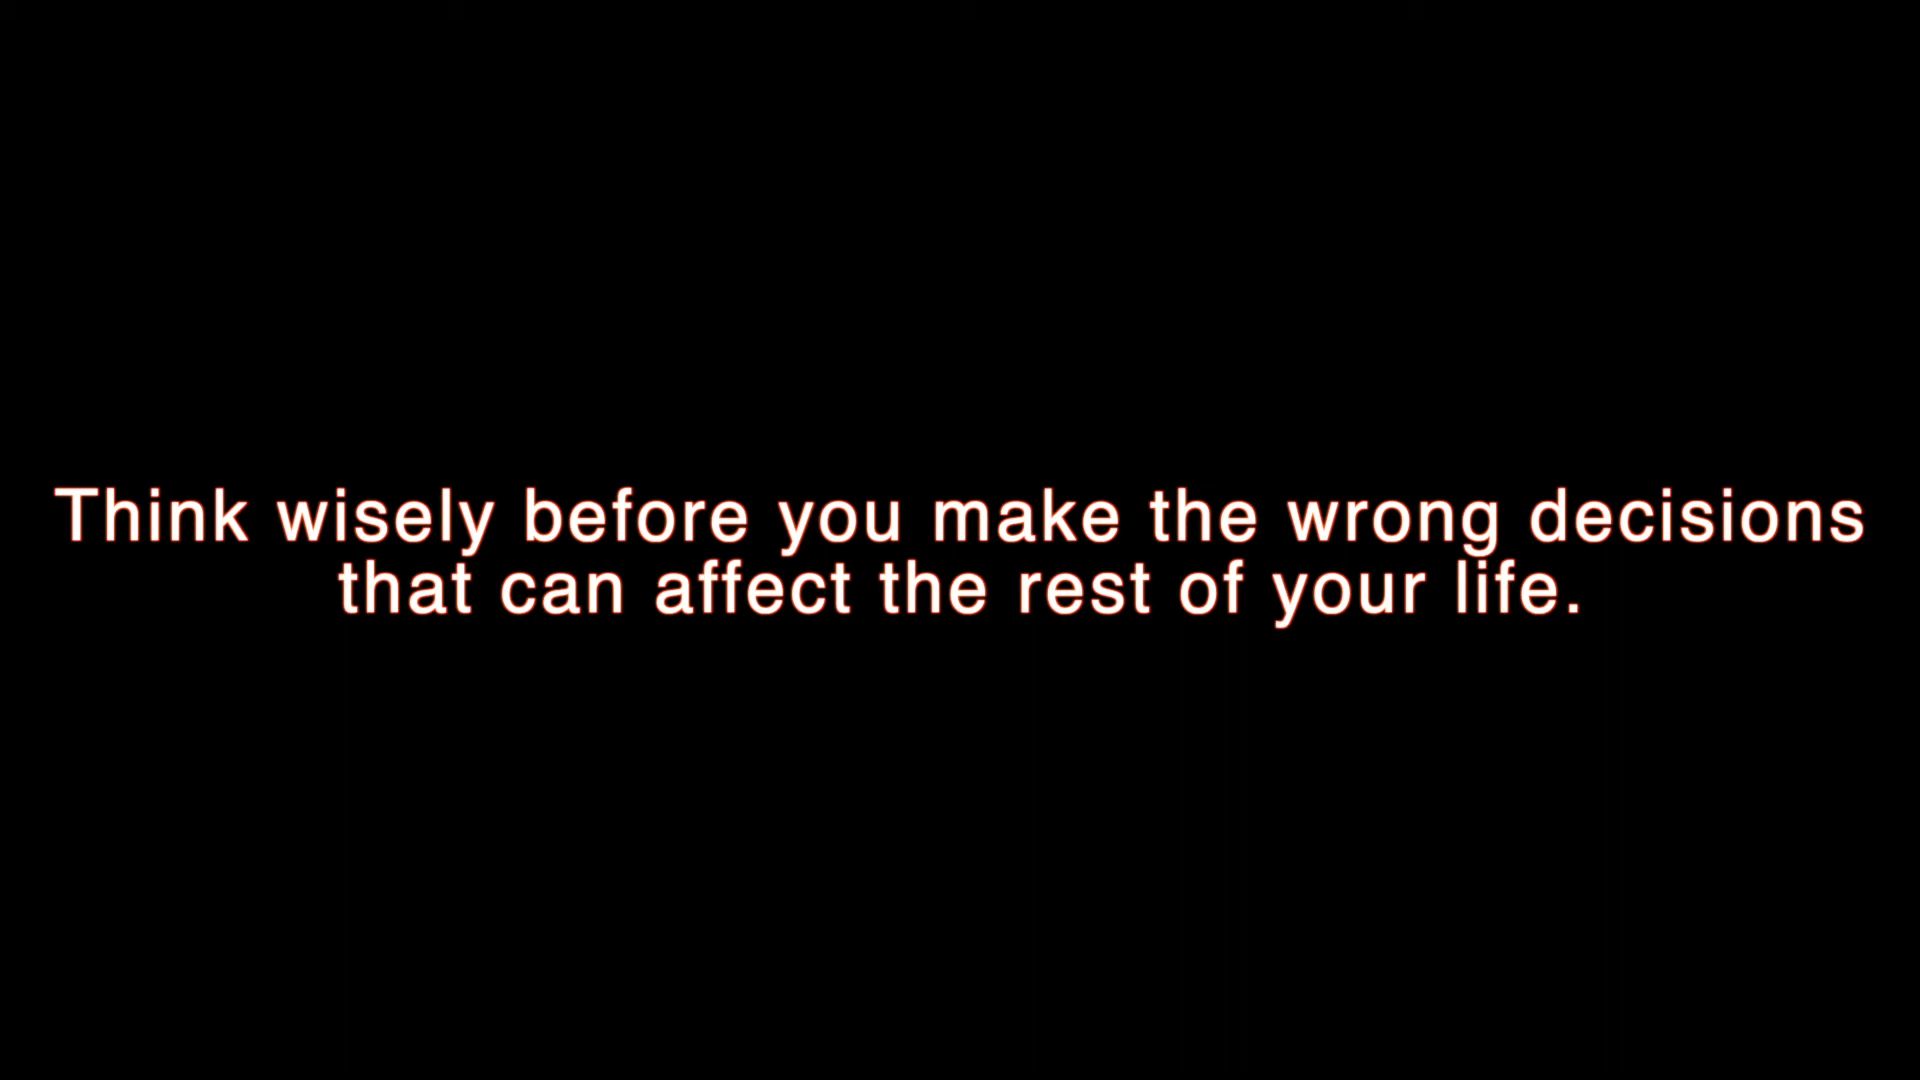 Think wisely before you make the wrong decisions
that can affect the rest of your life.